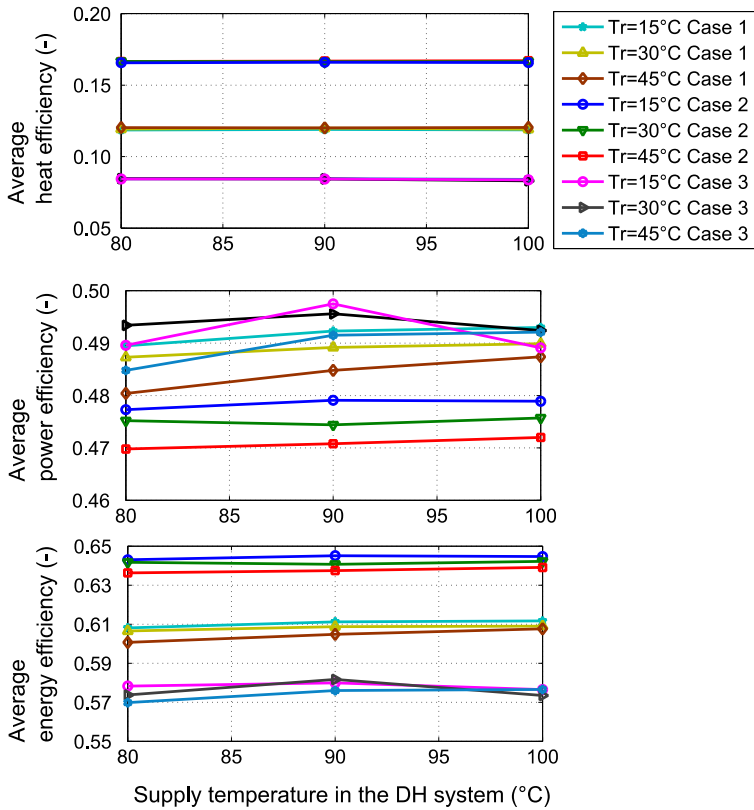 Average
heat efficiency (-)
0.20
0.15
0.10
0.05
80
85
90
95
100
Tr=15°C Case 1
Tr=30°C Case 1
Tr=45°C Case 1
Tr=15°C Case 2
Tr=30°C Case 2
Tr=45°C Case 2
Tr=15°C Case 3
Tr=30°C Case 3
Tr=45°C Case 3
Average
power efficiency (-)
0.50
0.49
0.48
0.47
0.46
80
85
90
95
100
Average
energy efficiency (-)
0.65
0.63
0.61
0.59
0.57
0.55
80
85
90
95
100
Supply temperature in the DH system (°C)